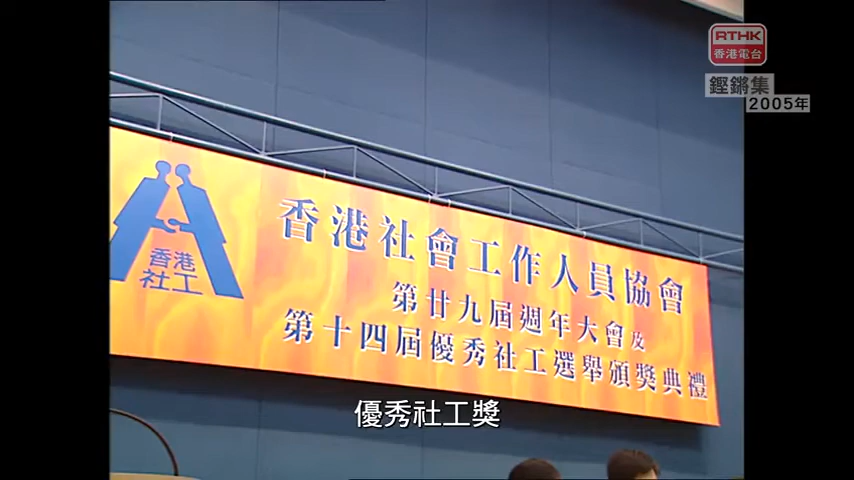 RTHK
香港電台
鏗鏘集
2005年
香港社會工作人員協會
第廿九屆週年大會及
第十四屆優秀社工選舉頒獎典禮
香港
社工
優秀社工獎